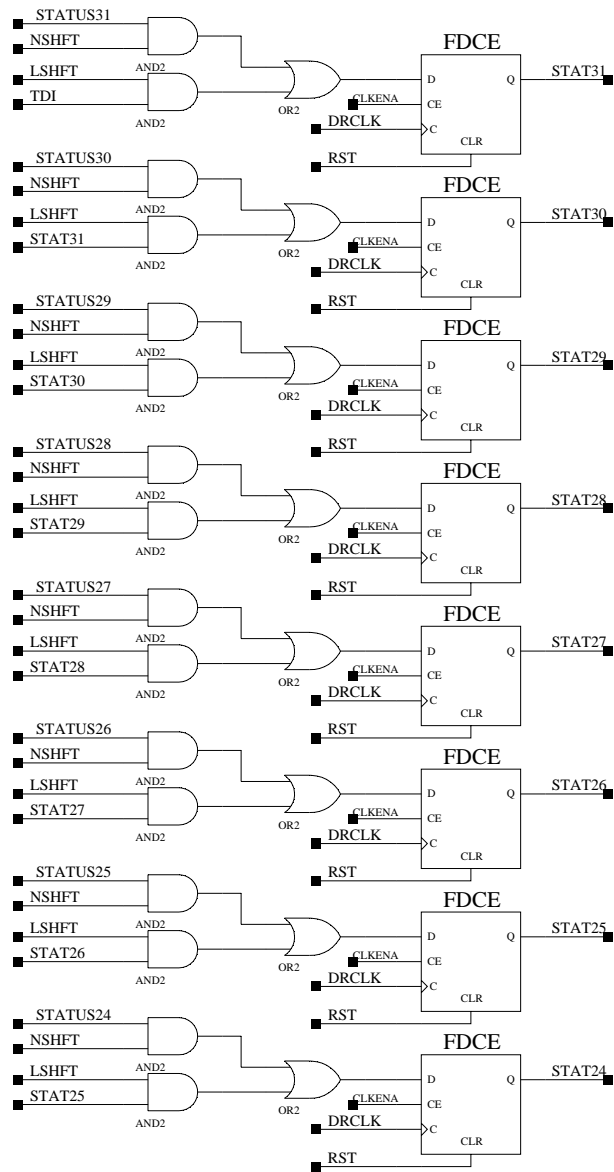 STATUS31
NSHFT
AND2
LSHFT
TDI
AND2
OR2
FDCE
D
Q
STAT31
CLKENA
CE
DRCLK
C
CLR
RST
STATUS30
NSHFT
AND2
LSHFT
STAT31
AND2
OR2
FDCE
D
Q
STAT30
CLKENA
CE
DRCLK
C
CLR
RST
STATUS29
NSHFT
AND2
LSHFT
STAT30
AND2
OR2
FDCE
D
Q
STAT29
CLKENA
CE
DRCLK
C
CLR
RST
STATUS28
NSHFT
AND2
LSHFT
STAT29
AND2
OR2
FDCE
D
Q
STAT28
CLKENA
CE
DRCLK
C
CLR
RST
STATUS27
NSHFT
AND2
LSHFT
STAT28
AND2
OR2
FDCE
D
Q
STAT27
CLKENA
CE
DRCLK
C
CLR
RST
STATUS26
NSHFT
AND2
LSHFT
STAT27
AND2
OR2
FDCE
D
Q
STAT26
CLKENA
CE
DRCLK
C
CLR
RST
STATUS25
NSHFT
AND2
LSHFT
STAT26
AND2
OR2
FDCE
D
Q
STAT25
CLKENA
CE
DRCLK
C
CLR
RST
STATUS24
NSHFT
AND2
LSHFT
STAT25
AND2
OR2
FDCE
D
Q
STAT24
CLKENA
CE
DRCLK
C
CLR
RST